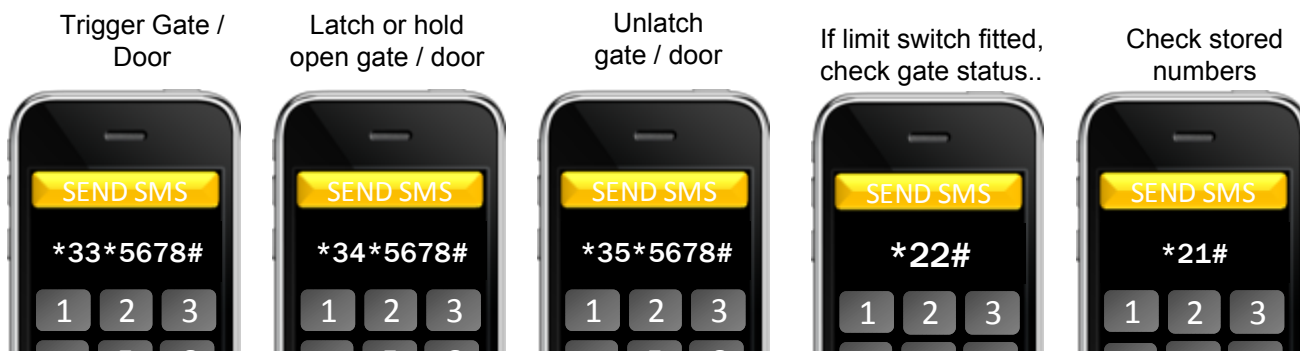 Trigger Gate /
Door
Latch or hold
open gate / door
Unlatch
gate / door
If limit switch fitted,
check gate status..
Check stored
numbers
SEND SMS
*33*5678#
1 2 3
SEND SMS
*34*5678#
1 2 3
SEND SMS
*35*5678#
1 2 3
SEND SMS
*22#
1 2 3
SEND SMS
*21#
1 2 3